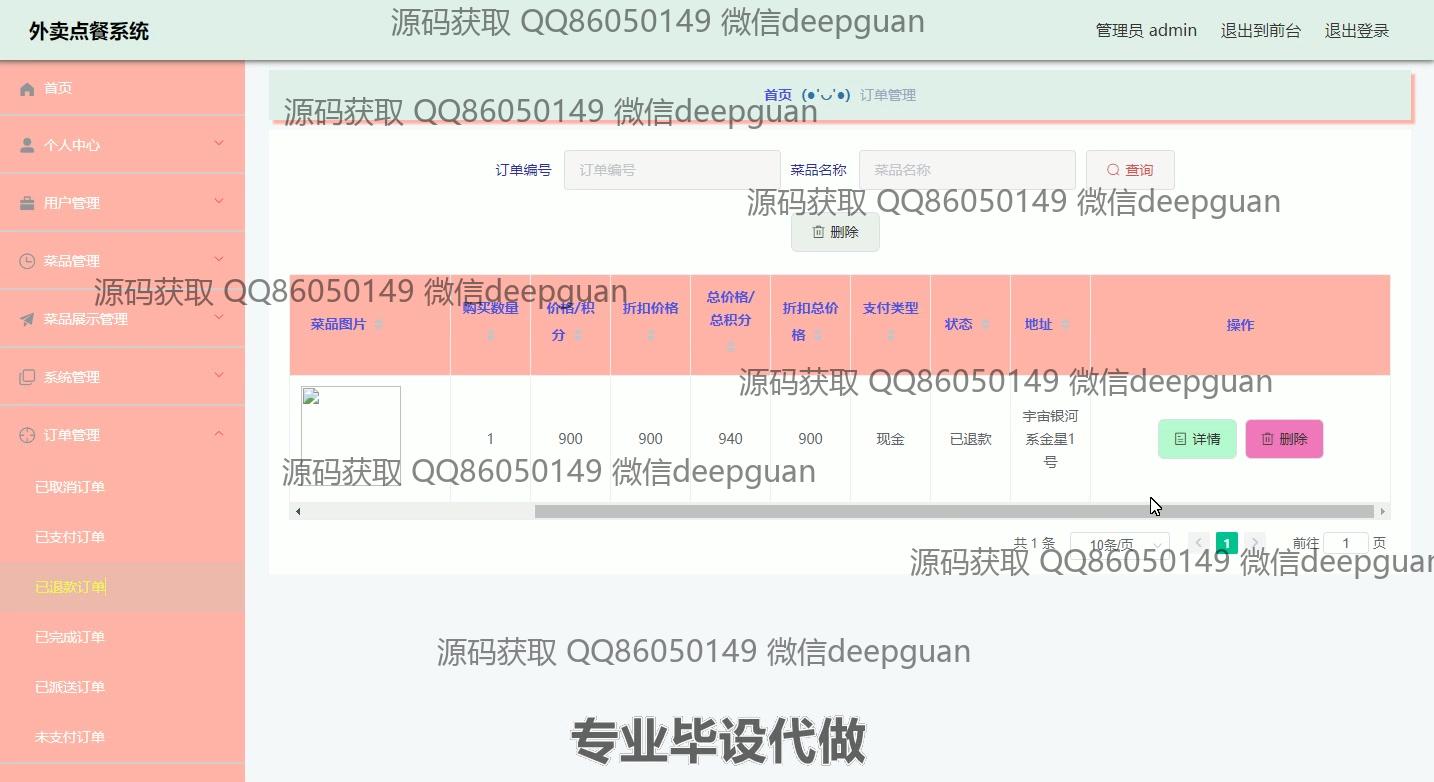 外卖点餐系统
源码获取 QQ86050149 微信deepguan
管理员 admin 退出到前台 退出登录
首页
首页 (●'◡'●) 订单管理
源码获取 QQ86050149 微信deepguan
个人中心
订单编号 订单编号 菜品名称 菜品名称 查询
用户管理
源码获取 QQ86050149 微信deepguan
删除
菜品管理
源码获取 QQ86050149 微信deepguan
菜品展示管理
菜品图片 购买数量 价格/积分 折扣价格 总价格/总积分 折扣总价格 支付类型 状态 地址 操作
系统管理
源码获取 QQ86050149 微信deepguan
订单管理
1 900 900 940 900 现金 已退款 宇宙银河系金星1号 详情 删除
源码获取 QQ86050149 微信deepguan
已取消订单
已支付订单
共 1 条 10条/页 1 前往 1 页
源码获取 QQ86050149 微信deepguan
已退款订单
已完成订单
源码获取 QQ86050149 微信deepguan
已派送订单
未支付订单
专业毕设代做